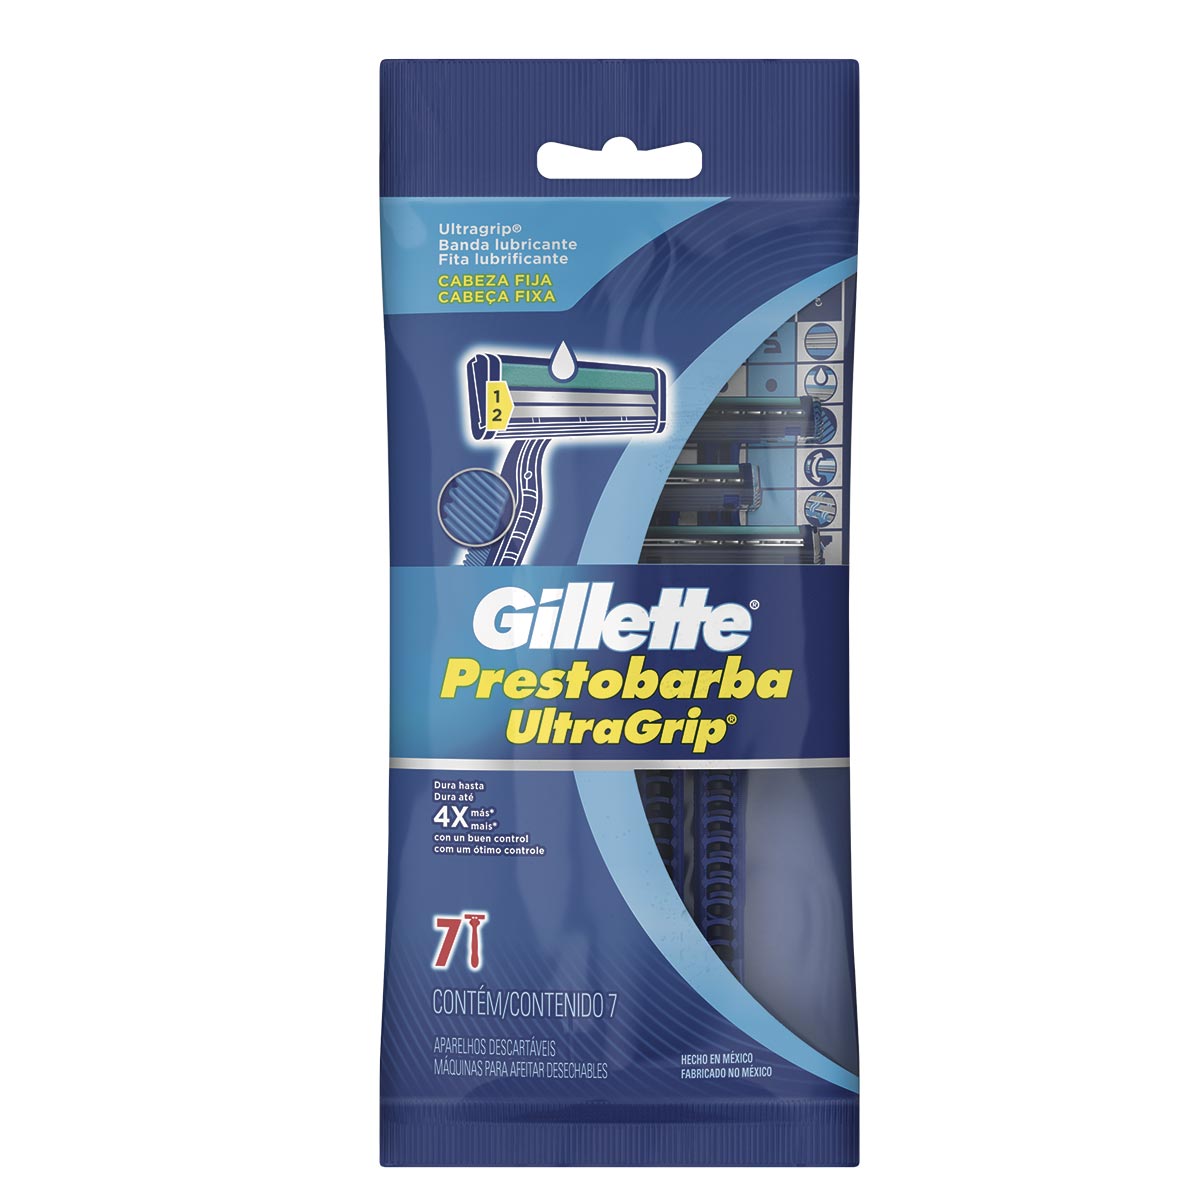 Ultragrip®
Banda lubricante
Fita lubrificante
CABEZA FIJA
CABEÇA FIXA
1
2
Gillette®
Prestobarba
UltraGrip®
Dura hasta
Dura até
4X más*
mais*
con un buen control
com um ótimo controle
7
CONTÉM/CONTENIDO 7
APARELHOS DESCARTÁVEIS
MÁQUINAS PARA AFEITAR DESECHABLES
HECHO EN MÉXICO
FABRICADO NO MÉXICO